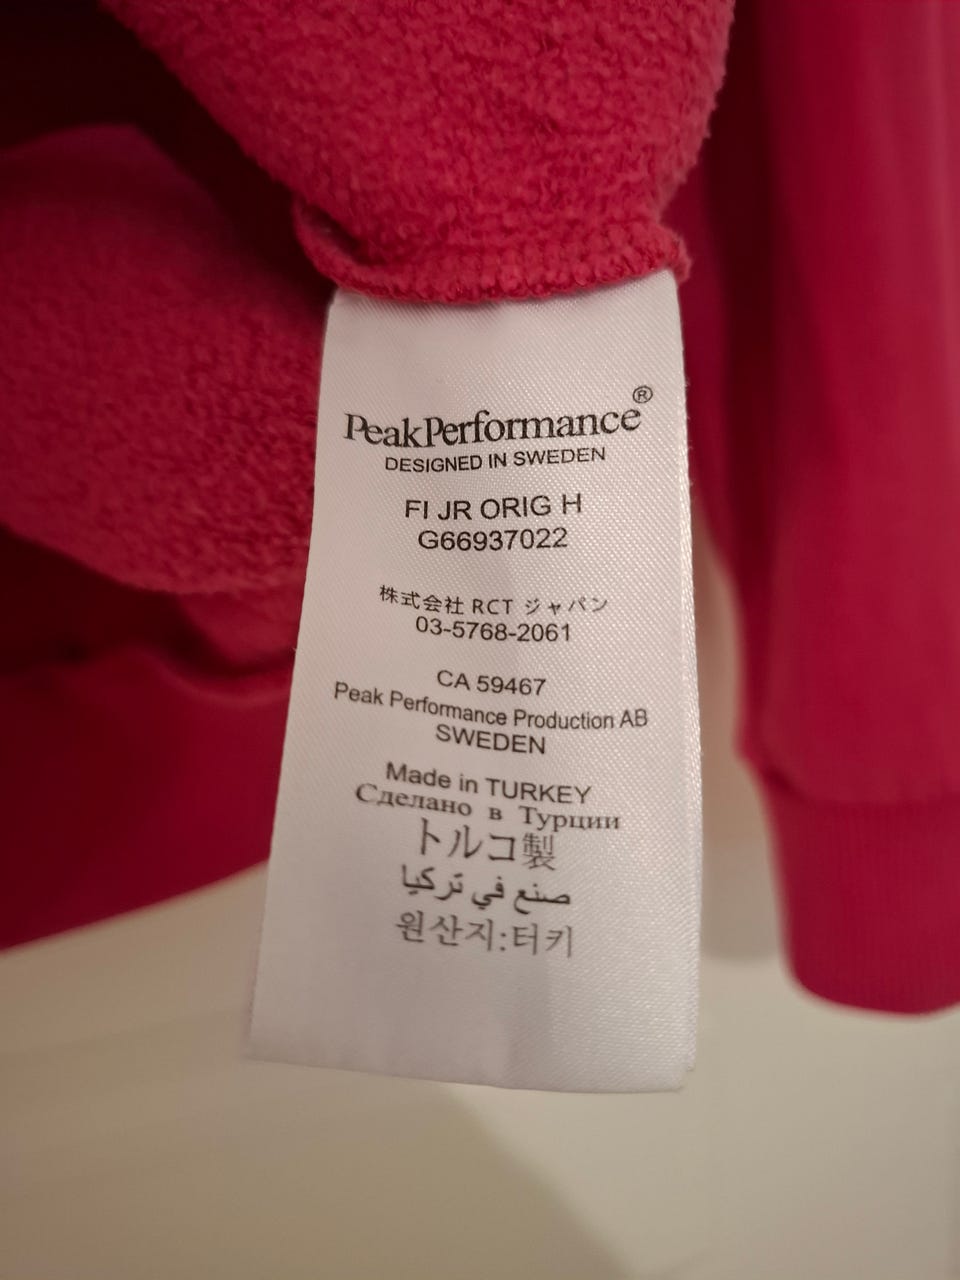 PeakPerformance®
DESIGNED IN SWEDEN
FI JR ORIG H
G66937022
株式会社 RCT ジャパン
03-5768-2061
CA 59467
Peak Performance Production AB
SWEDEN
Made in TURKEY
Сделано в Турции
トルコ製
صنع في تركيا
원산지:터키